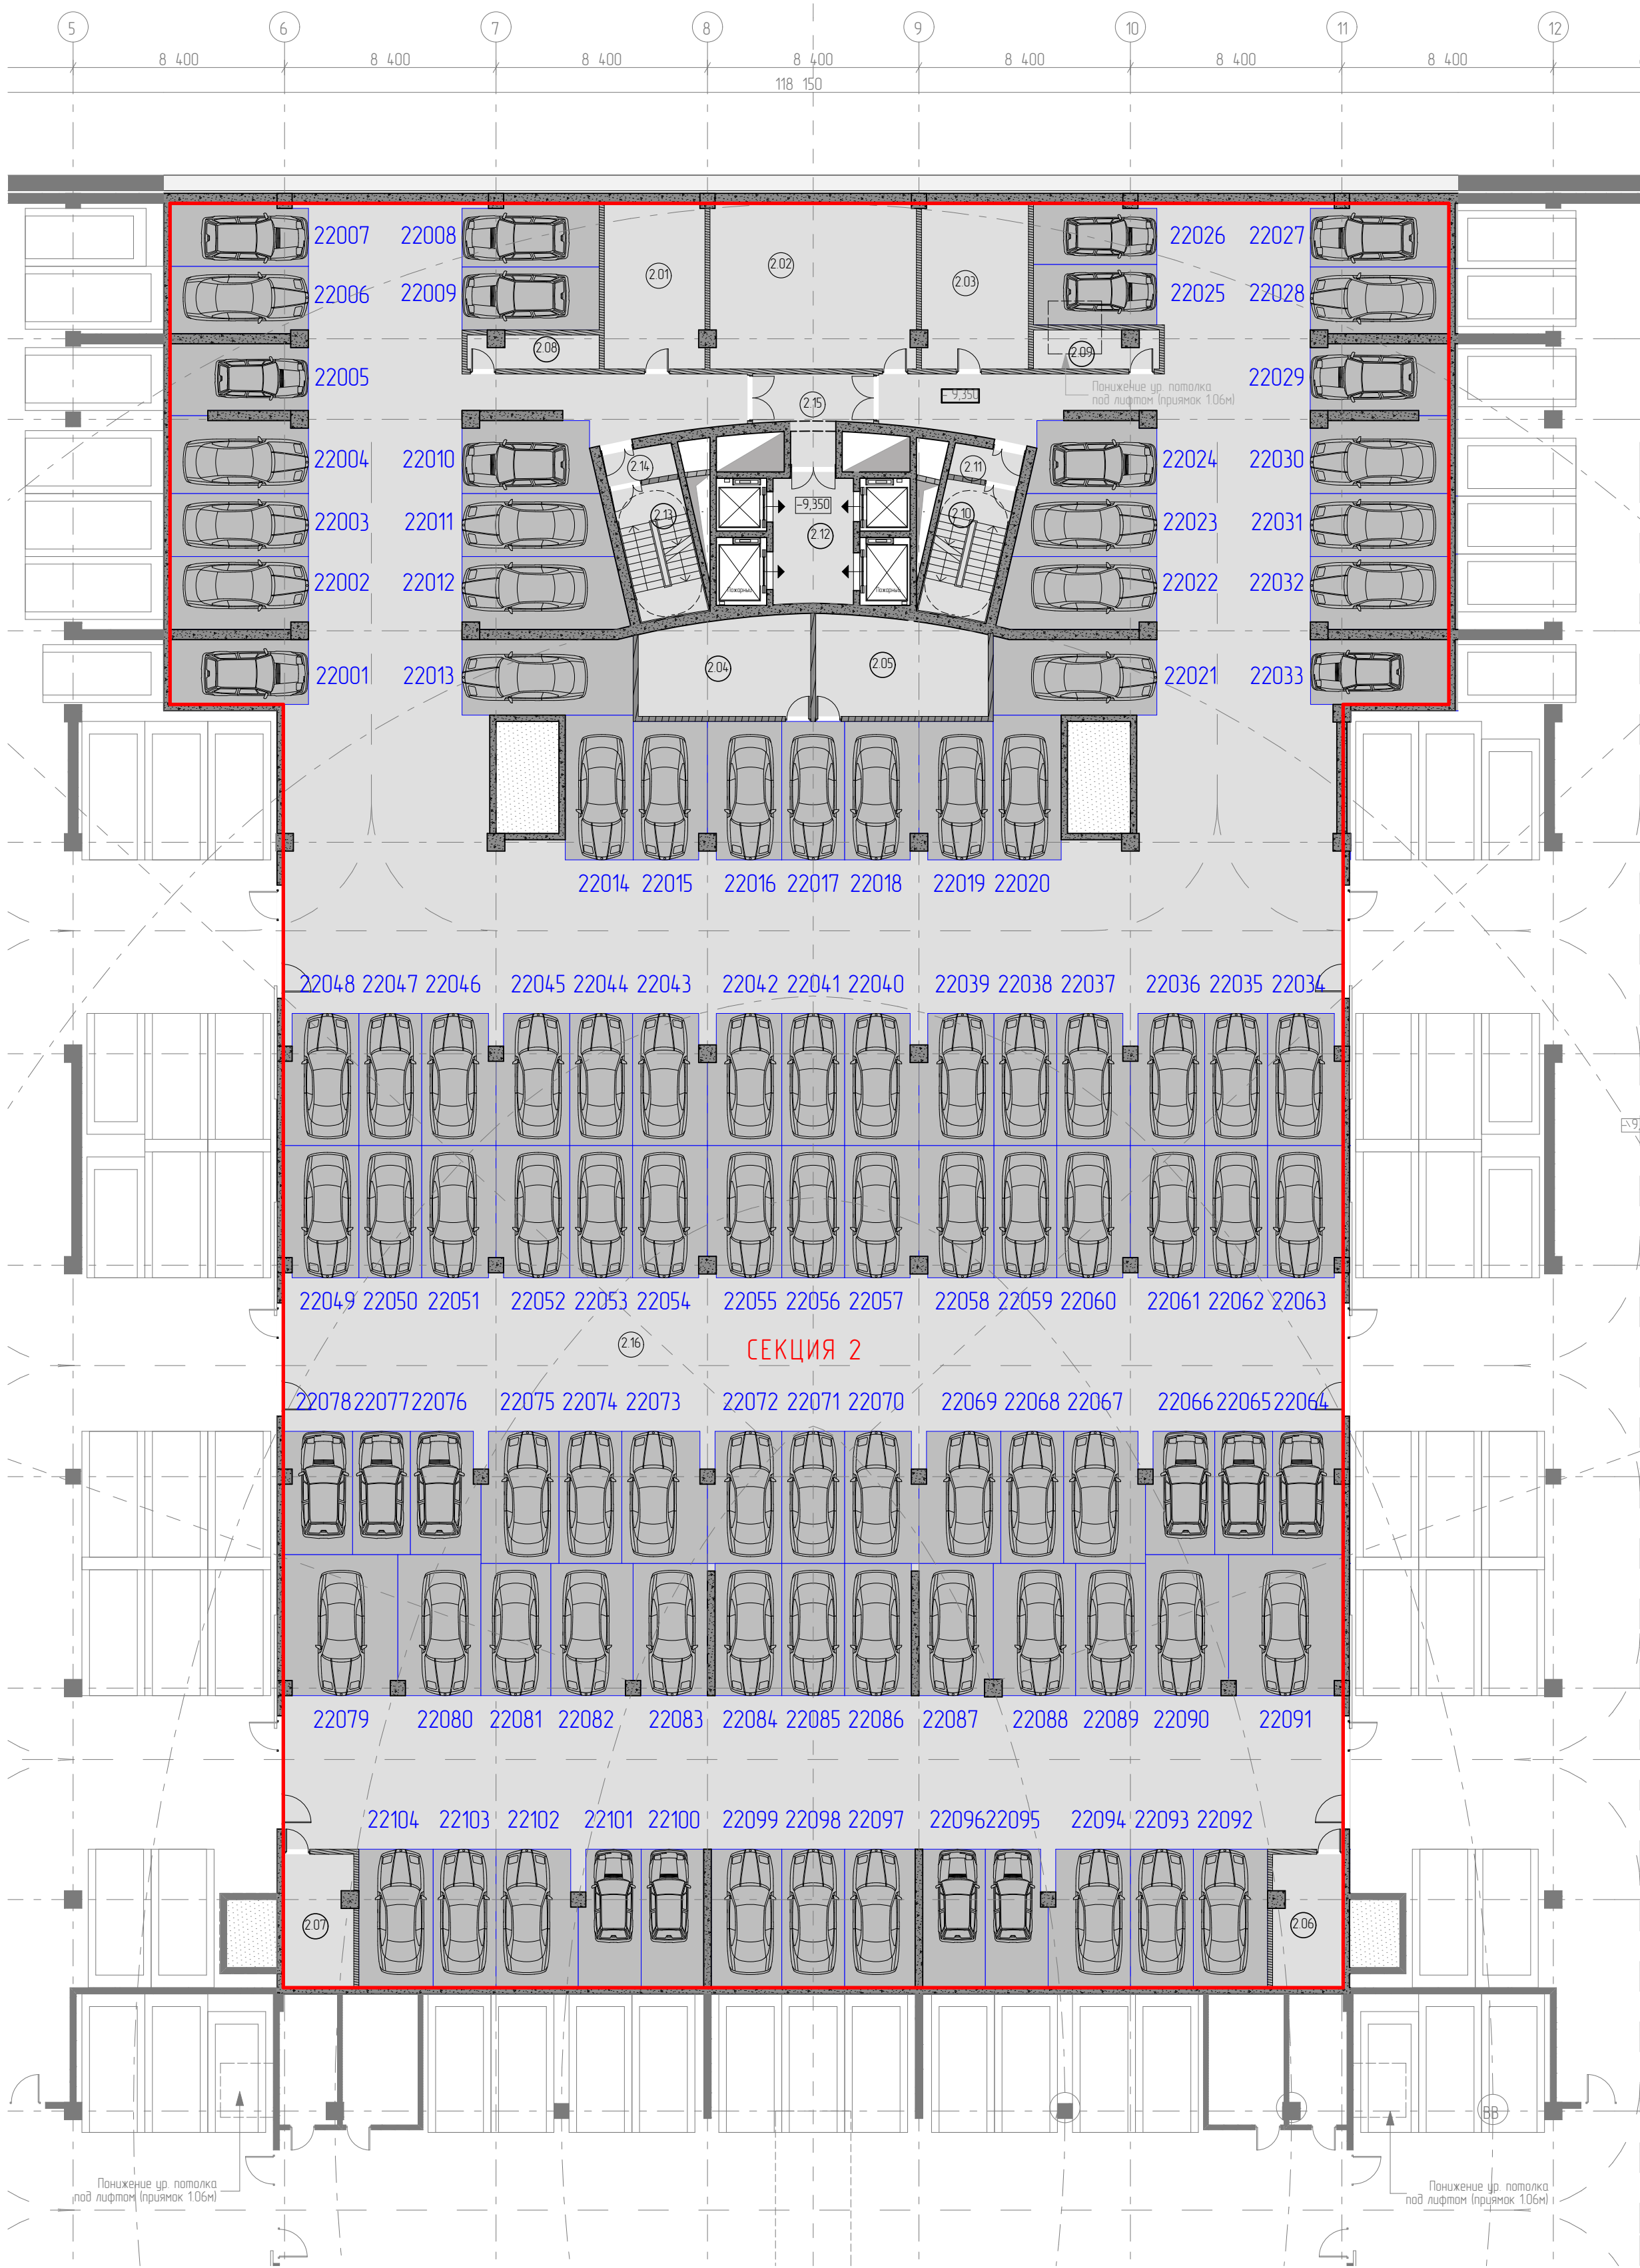 5 6 7 8 9 10 11 12
8 400 8 400 8 400 8 400 8 400 8 400 8 400
118 150
22007 22008 22026 22027
2.01 2.02 2.03
22006 22009 22025 22028
2.08 2.09
22005 22029
Понижение ур. потолка
под лифтом (приямок 1.06м)
- 9,350
2.15
22004 22010 22024 22030
2.14 2.11
-9,350
22003 22011 22023 22031
2.13 2.10
2.12
22002 22012 22022 22032
Пожарный Пожарный
22001 22013 22021 22033
2.04 2.05
22014 22015 22016 22017 22018 22019 22020
22048 22047 22046 22045 22044 22043 22042 22041 22040 22039 22038 22037 22036 22035 22034
22049 22050 22051 22052 22053 22054 22055 22056 22057 22058 22059 22060 22061 22062 22063
2.16
СЕКЦИЯ 2
22078 22077 22076 22075 22074 22073 22072 22071 22070 22069 22068 22067 22066 22065 22064
22079 22080 22081 22082 22083 22084 22085 22086 22087 22088 22089 22090 22091
22104 22103 22102 22101 22100 22099 22098 22097 22096 22095 22094 22093 22092
2.07 2.06
ВВ
Понижение ур. потолка
под лифтом (приямок 1.06м)
Понижение ур. потолка
под лифтом (приямок 1.06м)